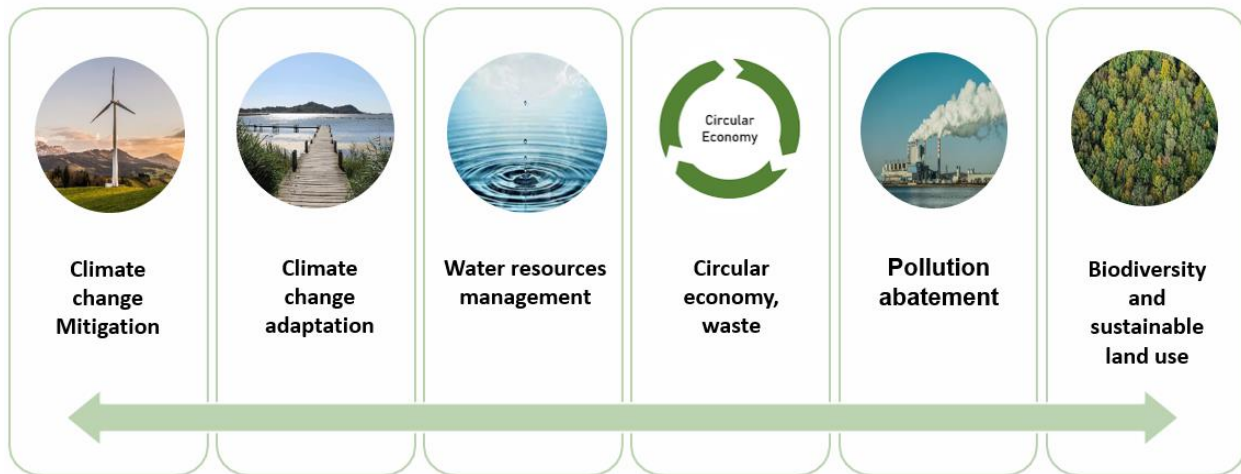 Circular
Economy
Climate
change
Mitigation
Climate
change
adaptation
Water resources
management
Circular
economy,
waste
Pollution
abatement
Biodiversity
and
sustainable
land use